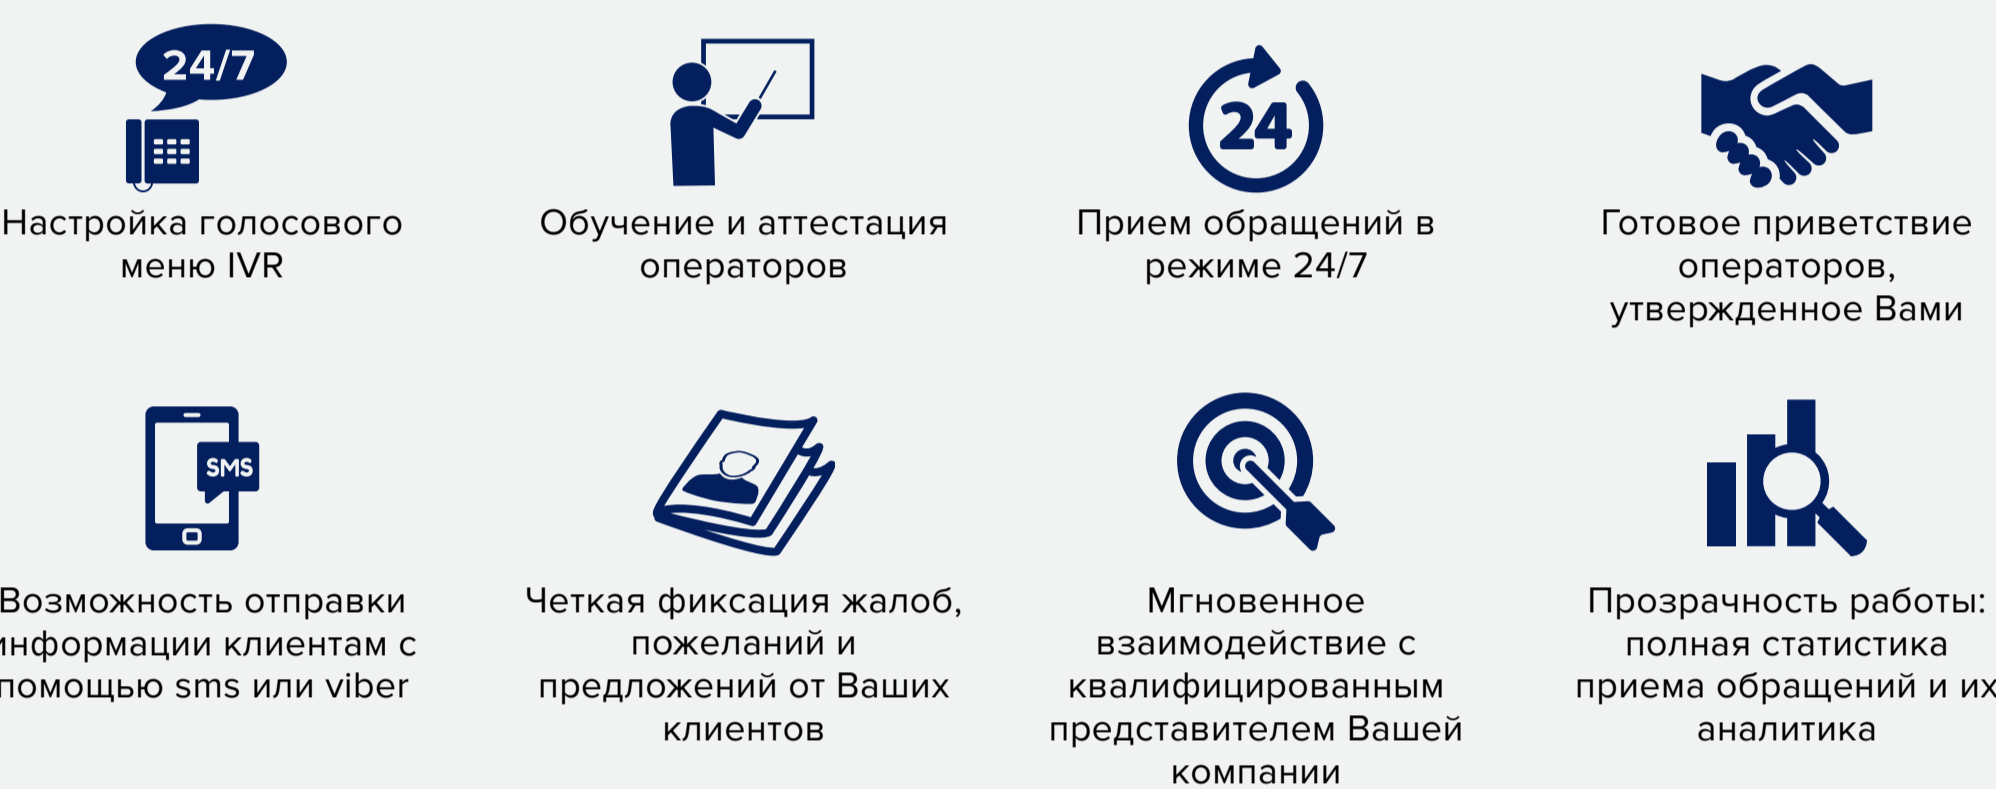 24/7
Настройка голосового
меню IVR
Обучение и аттестация
операторов
24
Прием обращений в
режиме 24/7
Готовое приветствие
операторов,
утвержденное Вами
SMS
Возможность отправки
информации клиентам с
помощью sms или viber
Четкая фиксация жалоб,
пожеланий и
предложений от Ваших
клиентов
Мгновенное
взаимодействие с
квалифицированным
представителем Вашей
компании
Прозрачность работы:
полная статистика
приема обращений и их
аналитика